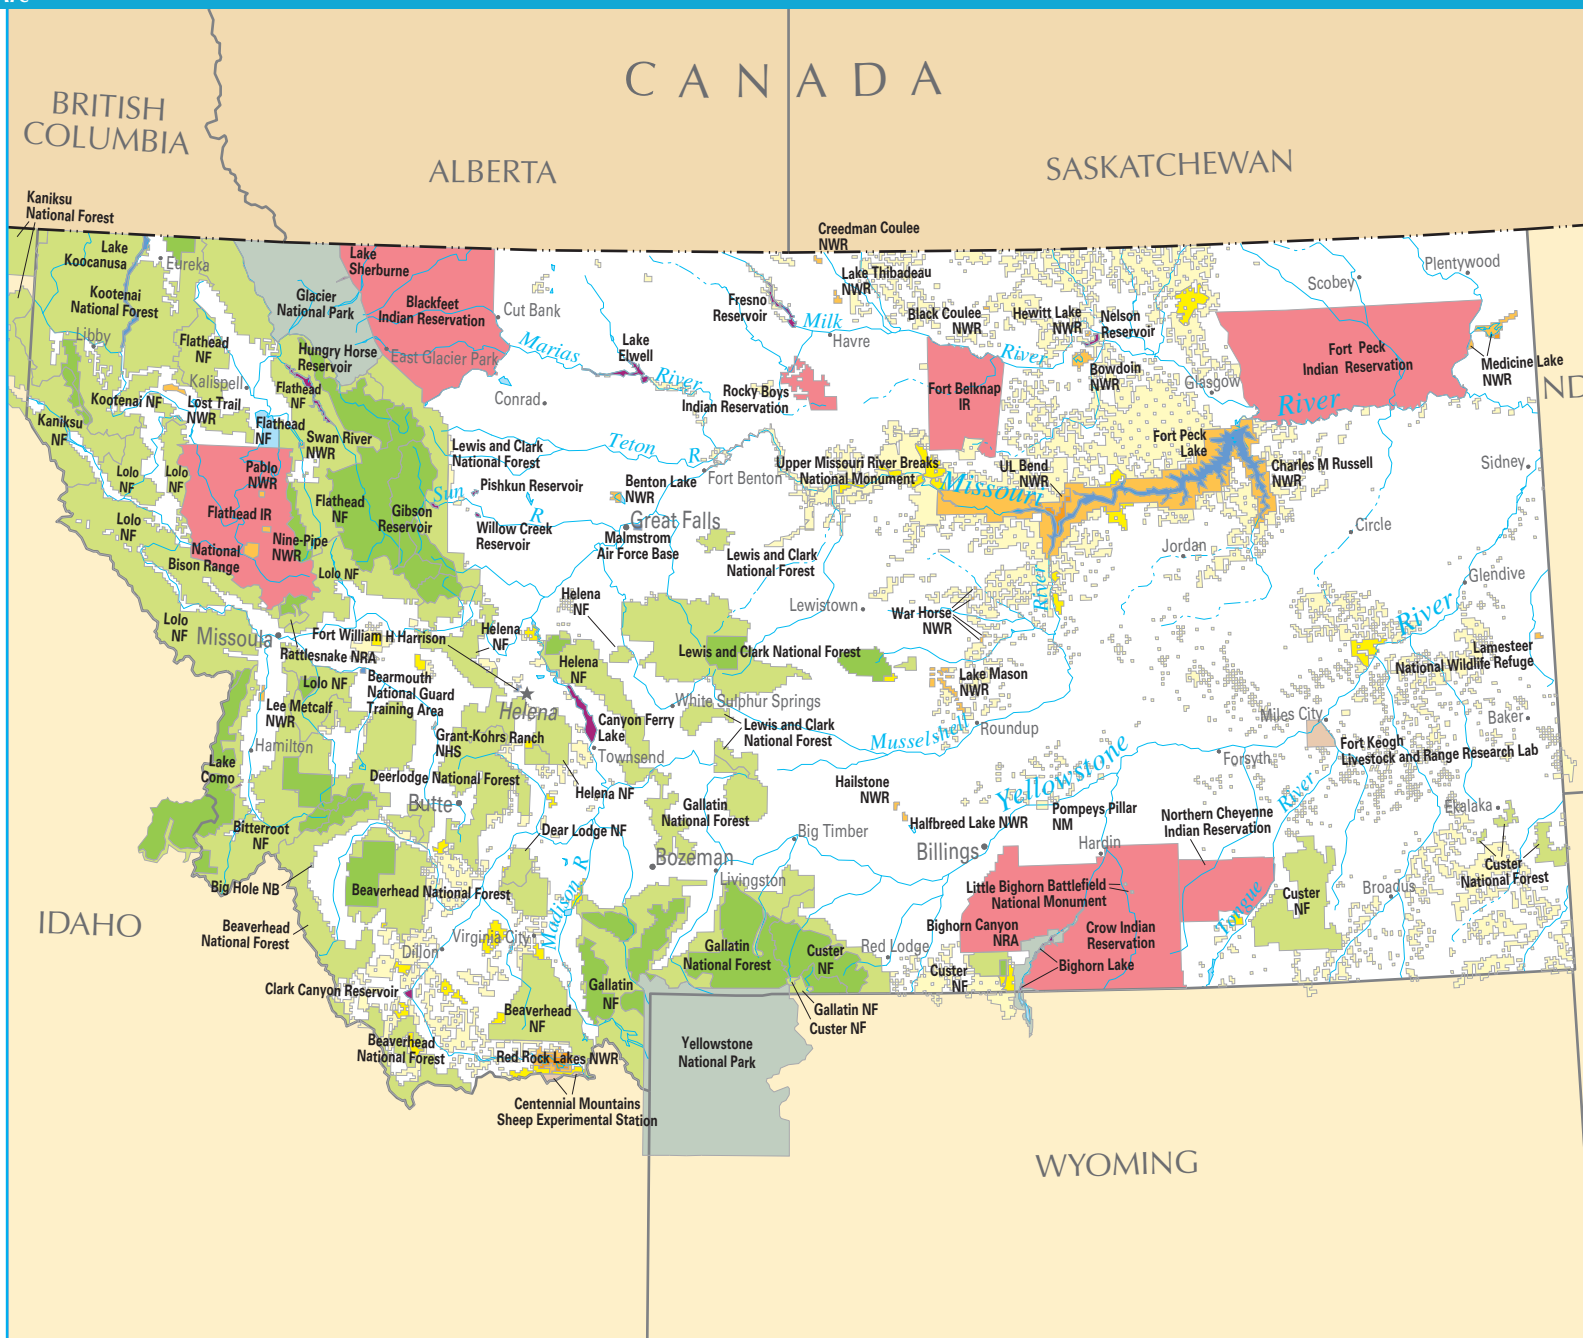 CANADA
BRITISH
COLUMBIA
ALBERTA
SASKATCHEWAN
Kaniksu
National Forest
Creedman Coulee
NWR
Lake
Koocanusa
Eureka
Lake
Sherburne
Lake Thibadeau
NWR
Plentywood
Scobey
Kootenai
National Forest
Glacier
National Park
Blackfeet
Indian Reservation
Cut Bank
Fresno
Reservoir
Milk
Havre
Black Coulee
NWR
Hewitt Lake
NWR
Nelson
Reservoir
Libby
Flathead
NF
Hungry Horse
Reservoir
East Glacier Park
Marias
Lake
Elwell
River
River
Bowdoin
NWR
Fort Peck
Indian Reservation
Medicine Lake
NWR
ND
Kalispell
Flathead
NF
Conrad
Rocky Boys
Indian Reservation
Fort Belknap
IR
Glasgow
River
Kootenai NF
Lost Trail
NWR
Kaniksu
NF
Flathead
NF
Swan River
NWR
Lewis and Clark
National Forest
Teton
R
Fort Benton
Upper Missouri River Breaks
National Monument
UL Bend
NWR
Fort Peck
Lake
Charles M Russell
NWR
Sidney
Lolo
NF
Lolo
NF
Pablo
NWR
Sun
R
Pishkun Reservoir
Benton Lake
NWR
Missouri
Flathead IR
Flathead
NF
Gibson
Reservoir
Willow Creek
Reservoir
Great Falls
Malmstrom
Air Force Base
Lewis and Clark
National Forest
Circle
Lolo
NF
National
Bison Range
Nine-Pipe
NWR
Lolo NF
Jordan
Glendive
Helena
NF
Lewistown
War Horse
NWR
River
River
Lolo
NF
Missoula
Fort William H Harrison
Helena
NF
Rattlesnake NRA
Lewis and Clark National Forest
Lamesteer
National Wildlife Refuge
Lolo NF
Bearmouth
National Guard
Training Area
Helena
NF
Lake Mason
NWR
Lee Metcalf
NWR
Helena
Canyon Ferry
Lake
White Sulphur Springs
Lewis and Clark
National Forest
Musselshell
Roundup
Miles City
Baker
Hamilton
Grant-Kohrs Ranch
NHS
Townsend
Fort Keogh
Livestock and Range Research Lab
Lake
Como
Deerlodge National Forest
Helena NF
Hailstone
NWR
Yellowstone
Forsyth
River
Butte
Gallatin
National Forest
Halfbreed Lake NWR
Pompeys Pillar
NM
Northern Cheyenne
Indian Reservation
Ekalaka
Bitterroot
NF
Dear Lodge NF
Big Timber
Billings
Hardin
Bozeman
Livingston
Custer
National Forest
Big Hole NB
Beaverhead National Forest
Madison
R
Little Bighorn Battlefield
National Monument
Custer
NF
Broadus
IDAHO
Beaverhead
National Forest
Virginia City
Dillon
Gallatin
National Forest
Custer
NF
Red Lodge
Bighorn Canyon
NRA
Crow Indian
Reservation
Tongue
Bighorn Lake
Custer
NF
Clark Canyon Reservoir
Gallatin
NF
Beaverhead
NF
Gallatin NF
Custer NF
Beaverhead
National Forest
Red Rock Lakes NWR
Yellowstone
National Park
Centennial Mountains
Sheep Experimental Station
WYOMING